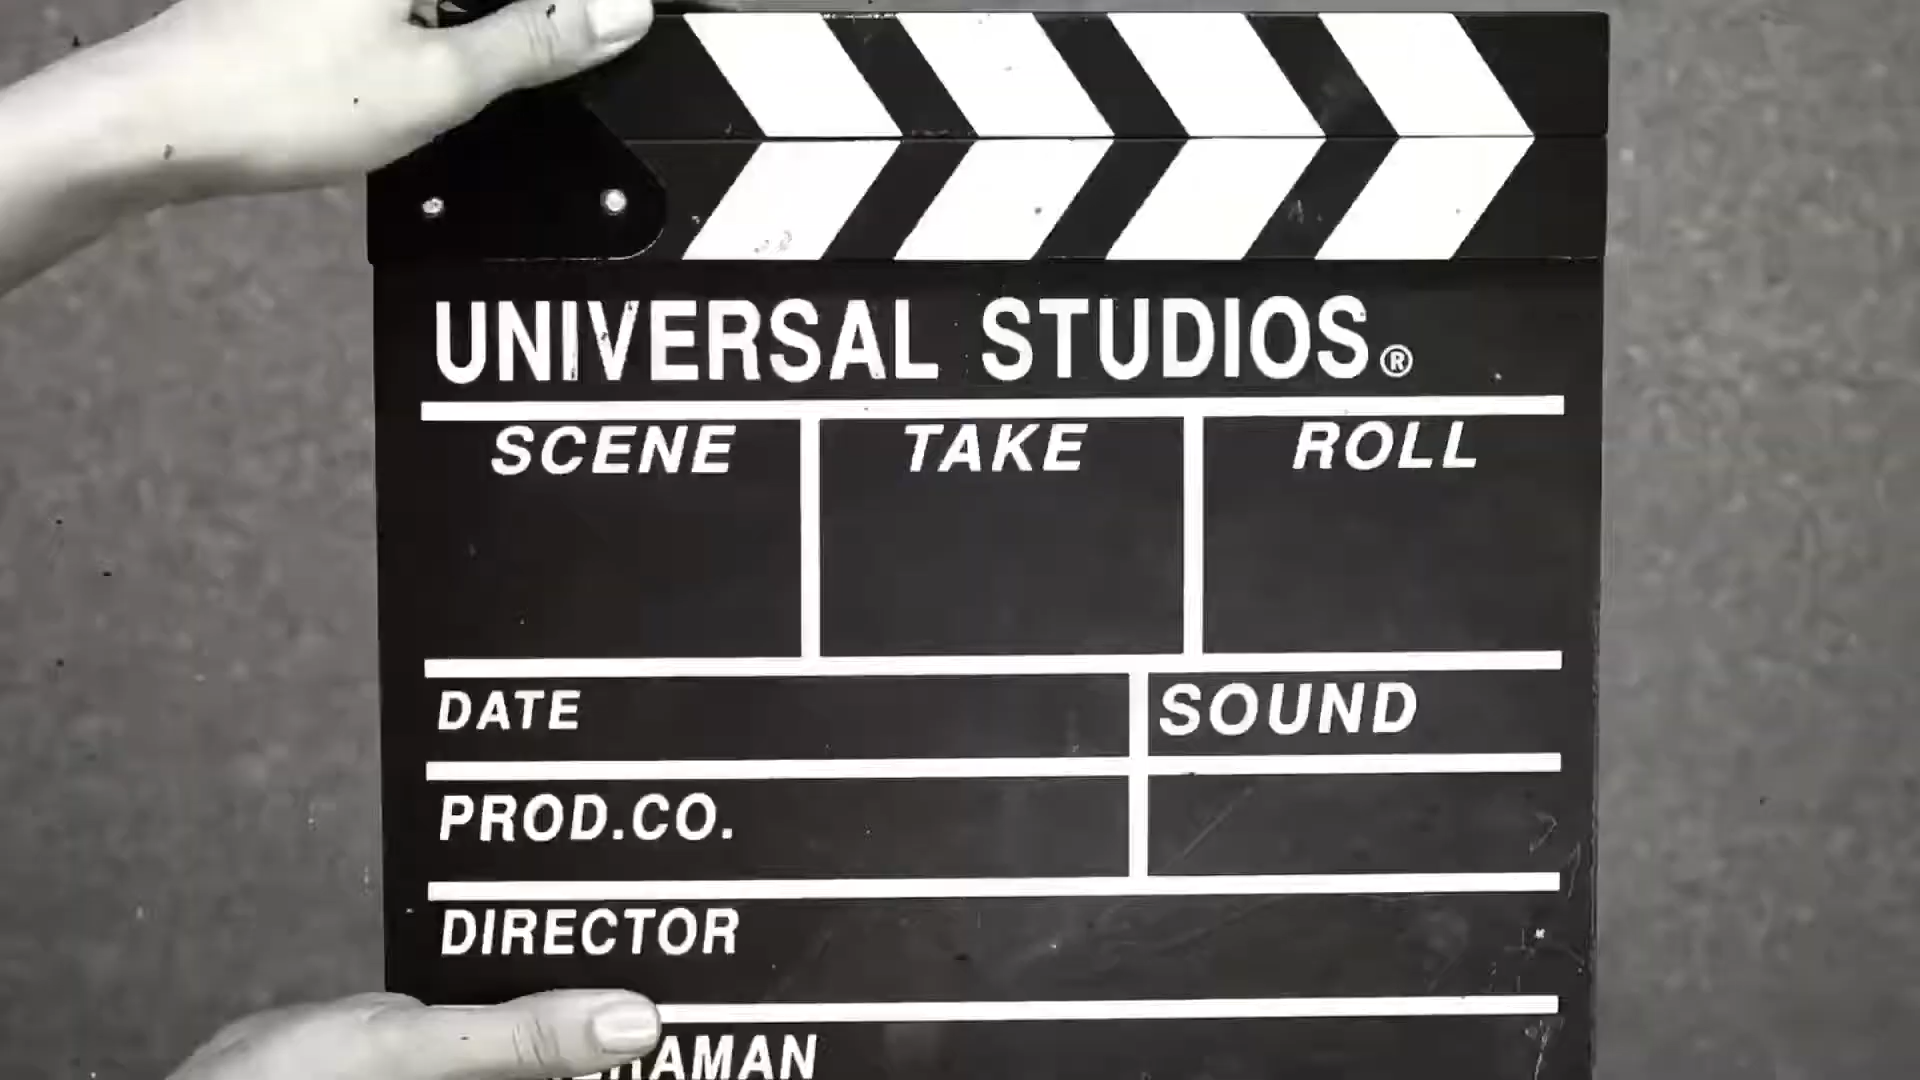 UNIVERSAL STUDIOS®
SCENE TAKE ROLL
DATE SOUND
PROD.CO.
DIRECTOR